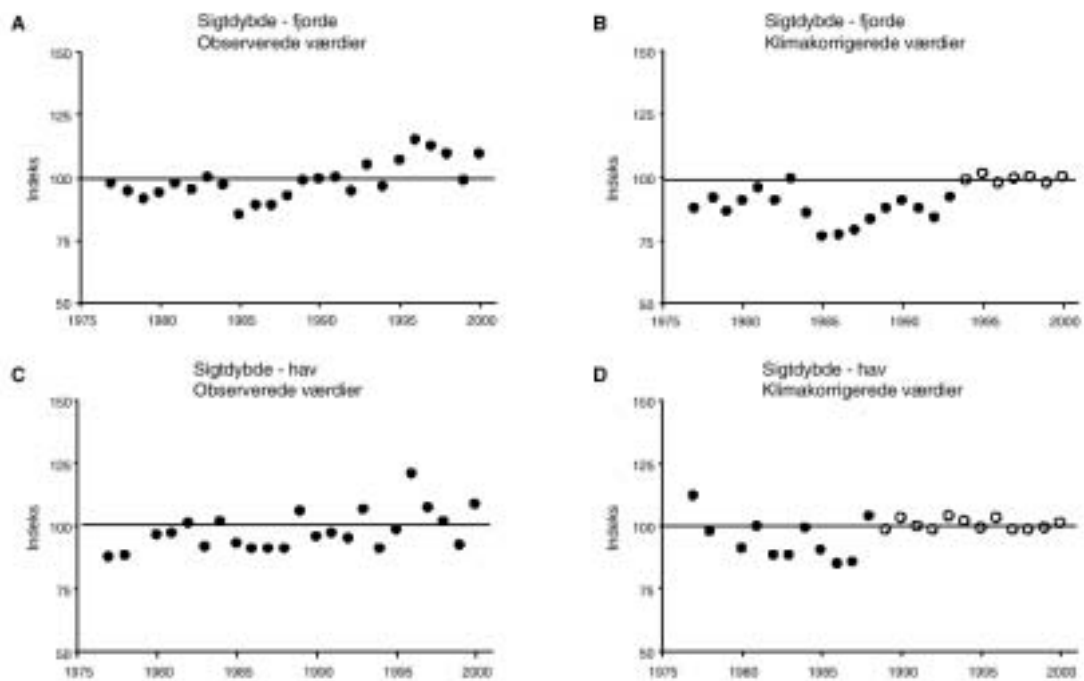 A
Sigtdybde - fjorde
Observerede værdier
150
125
100
75
50
Indeks
1975 1980 1985 1990 1995 2000
B
Sigtdybde - fjorde
Klimakorrigerede værdier
150
125
100
75
50
Indeks
1975 1980 1985 1990 1995 2000
C
Sigtdybde - hav
Observerede værdier
150
125
100
75
50
Indeks
1975 1980 1985 1990 1995 2000
D
Sigtdybde - hav
Klimakorrigerede værdier
150
125
100
75
50
Indeks
1975 1980 1985 1990 1995 2000